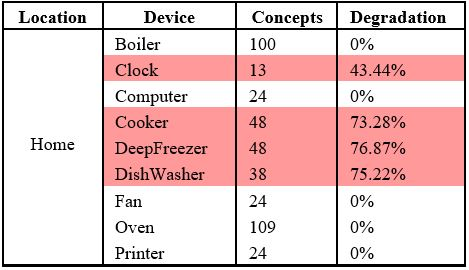 Location Device Concepts Degradation
Boiler 100 0%
Clock 13 43.44%
Computer 24 0%
Cooker 48 73.28%
Home DeepFreezer 48 76.87%
DishWasher 38 75.22%
Fan 24 0%
Oven 109 0%
Printer 24 0%